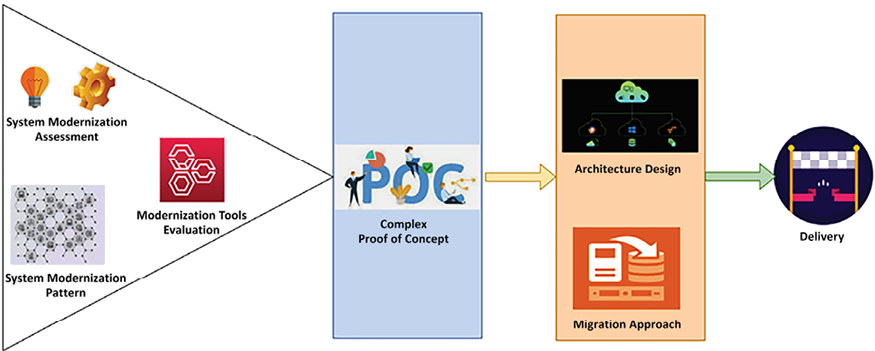 System Modernization
Assessment
Modernization Tools
Evaluation
System Modernization
Pattern
POC
Complex
Proof of Concept
Architecture Design
Migration Approach
Delivery